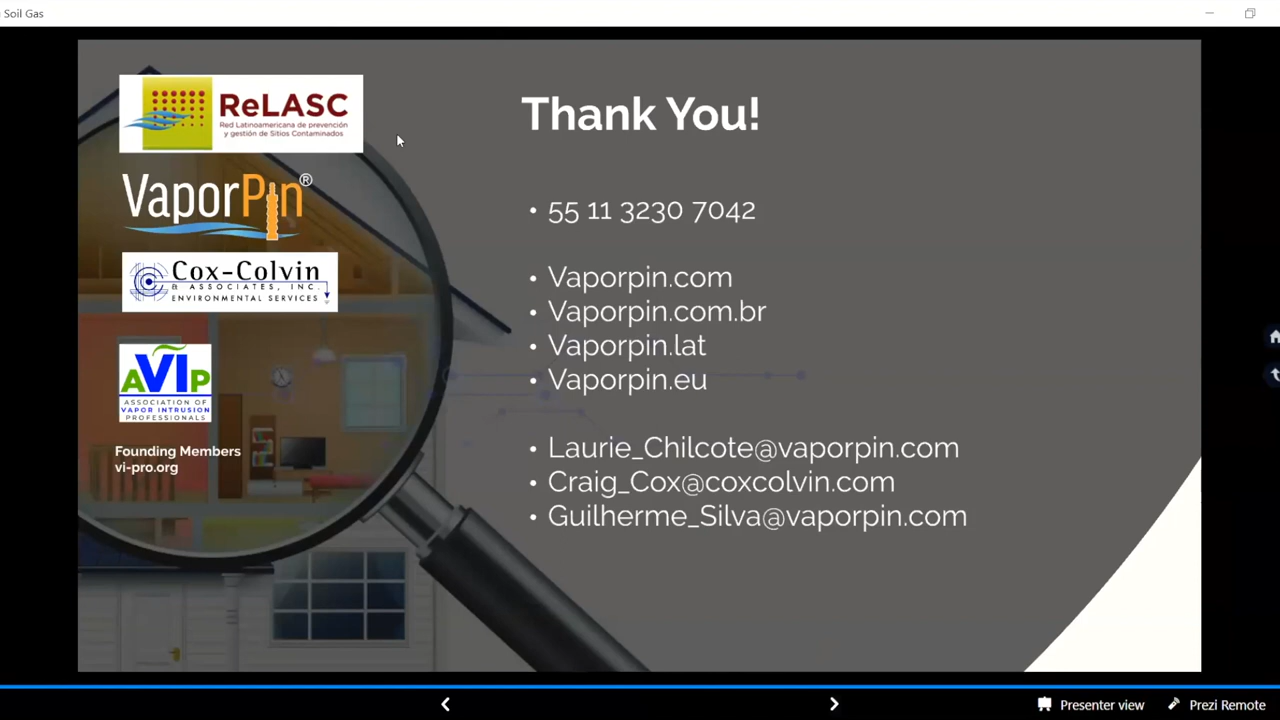 Soil Gas
ReLASC
Red Latinoamericana de prevención
y gestión de Sitios Contaminados
VaporPin®
Cox-Colvin
& ASSOCIATES, INC.
ENVIRONMENTAL SERVICES
AVIP
ASSOCIATION OF
VAPOR INTRUSION
PROFESSIONALS
Founding Members
vi-pro.org
Thank You!
• 55 11 3230 7042
• Vaporpin.com
• Vaporpin.com.br
• Vaporpin.lat
• Vaporpin.eu
• Laurie_Chilcote@vaporpin.com
• Craig_Cox@coxcolvin.com
• Guilherme_Silva@vaporpin.com
Presenter view
Prezi Remote